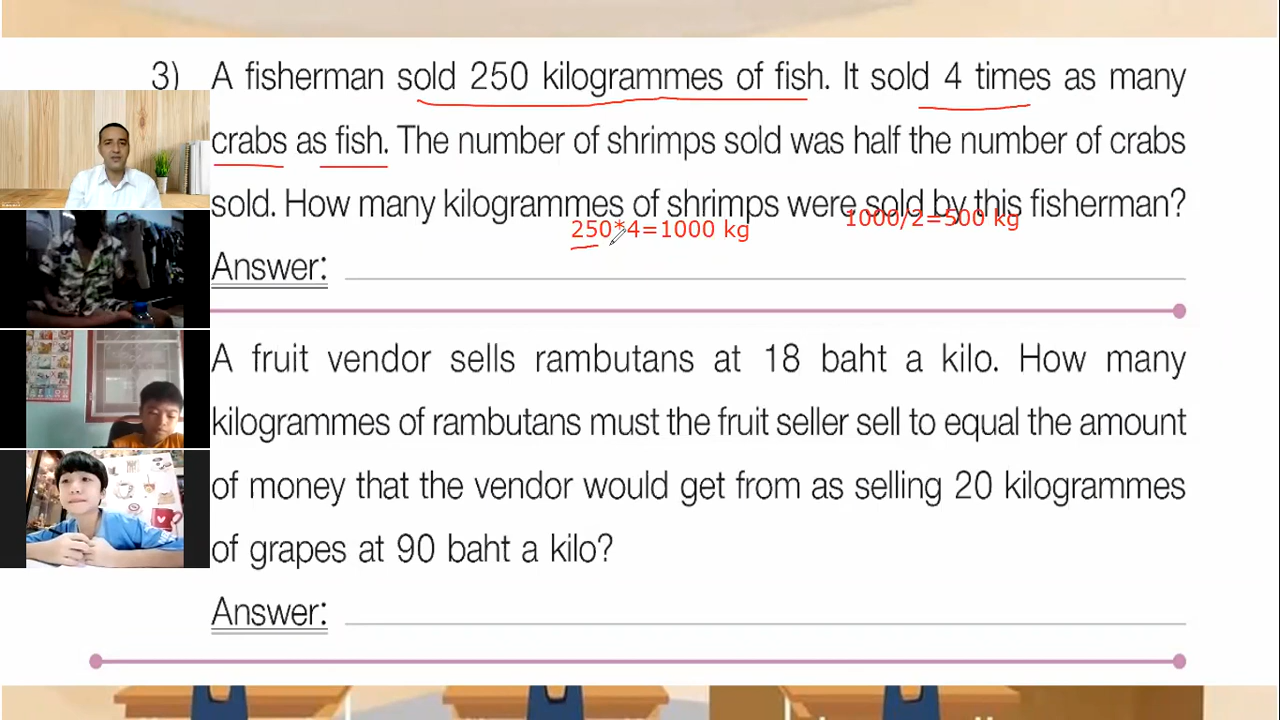 3) A fisherman sold 250 kilogrammes of fish. It sold 4 times as many
crabs as fish. The number of shrimps sold was half the number of crabs
sold. How many kilogrammes of shrimps were sold by this fisherman?
250*4=1000 kg
1000/2=500 kg
Answer:
A fruit vendor sells rambutans at 18 baht a kilo. How many
kilogrammes of rambutans must the fruit seller sell to equal the amount
of money that the vendor would get from as selling 20 kilogrammes
of grapes at 90 baht a kilo?
Answer: